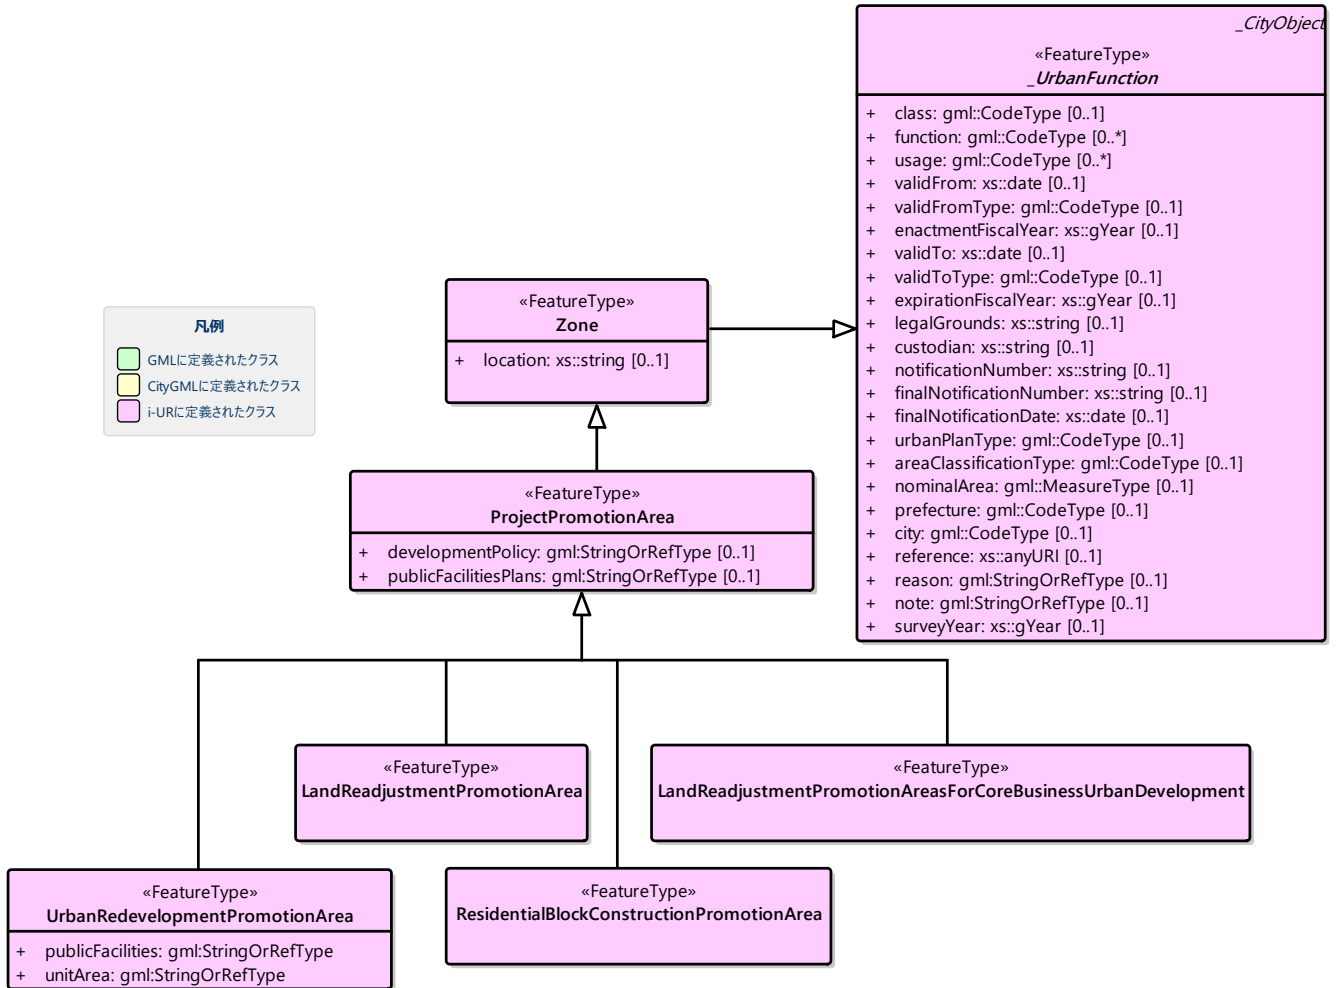 _CityObject
«FeatureType»
_UrbanFunction
+ class: gml::CodeType [0..1]
+ function: gml::CodeType [0..*]
+ usage: gml::CodeType [0..*]
+ validFrom: xs::date [0..1]
+ validFromType: gml::CodeType [0..1]
+ enactmentFiscalYear: xs::gYear [0..1]
+ validTo: xs::date [0..1]
+ validToType: gml::CodeType [0..1]
+ expirationFiscalYear: xs::gYear [0..1]
+ legalGrounds: xs::string [0..1]
+ custodian: xs::string [0..1]
+ notificationNumber: xs::string [0..1]
+ finalNotificationNumber: xs::string [0..1]
+ finalNotificationDate: xs::date [0..1]
+ urbanPlanType: gml::CodeType [0..1]
+ areaClassificationType: gml::CodeType [0..1]
+ nominalArea: gml::MeasureType [0..1]
+ prefecture: gml::CodeType [0..1]
+ city: gml::CodeType [0..1]
+ reference: xs::anyURI [0..1]
+ reason: gml:StringOrRefType [0..1]
+ note: gml:StringOrRefType [0..1]
+ surveyYear: xs::gYear [0..1]
«FeatureType»
Zone
+ location: xs::string [0..1]
凡例
GMLに定義されたクラス
CityGMLに定義されたクラス
i-URに定義されたクラス
«FeatureType»
ProjectPromotionArea
+ developmentPolicy: gml:StringOrRefType [0..1]
+ publicFacilitiesPlans: gml:StringOrRefType [0..1]
«FeatureType»
LandReadjustmentPromotionArea
«FeatureType»
LandReadjustmentPromotionAreasForCoreBusinessUrbanDevelopment
«FeatureType»
UrbanRedevelopmentPromotionArea
+ publicFacilities: gml:StringOrRefType
+ unitArea: gml:StringOrRefType
«FeatureType»
ResidentialBlockConstructionPromotionArea